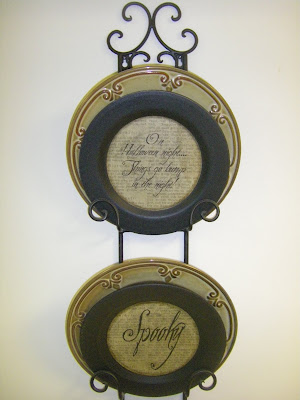 On
Halloween night...
Things go bump
in the night
Spooky